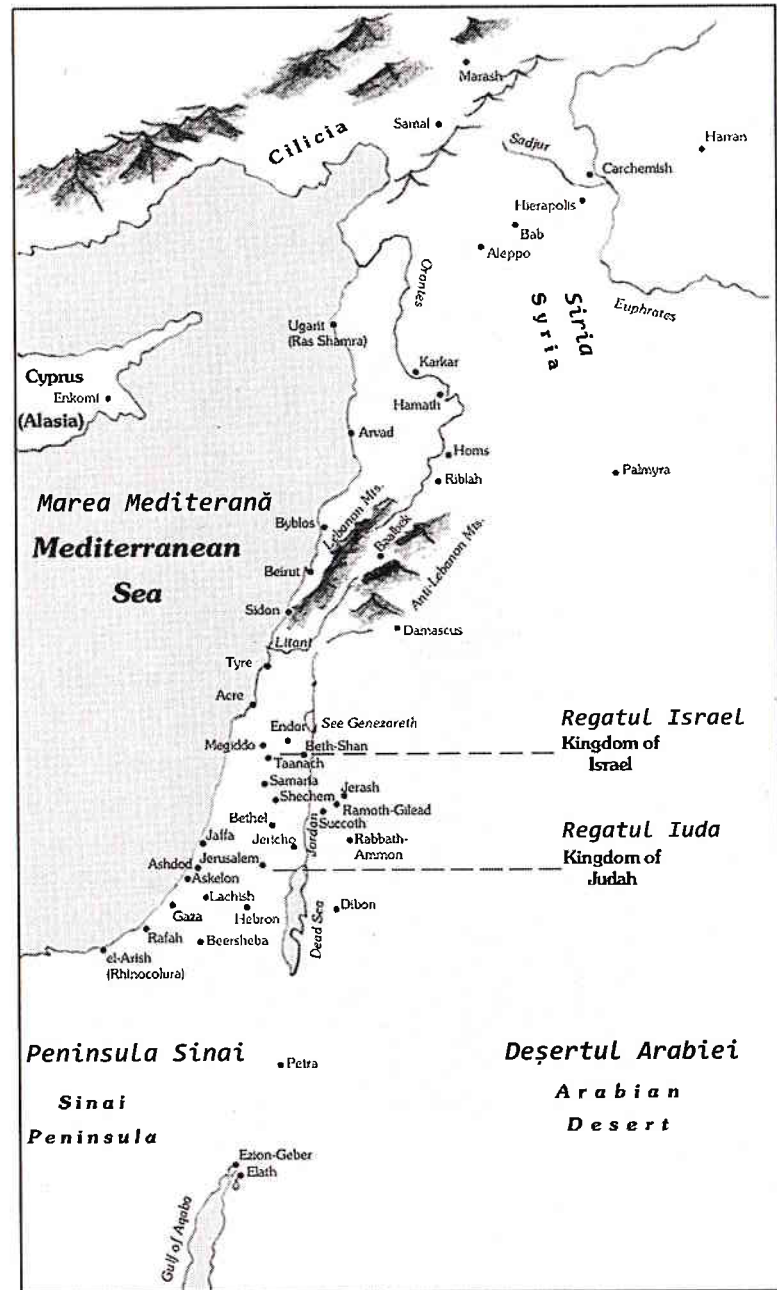 Marash
Cilicia
Samal
Sadjur
Harran
Carchemish
Hierapolis
Bab
Aleppo
Orontes
Siria
Syria
Euphrates
Ugarit
(Ras Shamra)
Cyprus
Enkomi
(Alasia)
Karkar
Hamath
Arvad
Homs
Riblah
Palmyra
Marea Mediterană
Mediterranean
Sea
Byblos
Lebanon Mts.
Beirut
Anti-Lebanon Mts.
Sidon
Damascus
Litani
Tyre
Acre
See Genezareth
Endor
Megiddo
Beth-Shan
Taanach
Regatul Israel
Kingdom of
Israel
Samaria
Jerash
Shechem
Ramoth-Gilead
Bethel
Succoth
Jordan
Jaffa
Jericho
Rabbath-
Ammon
Regatul Iuda
Kingdom of
Judah
Ashdod
Jerusalem
Askelon
Lachish
Gaza
Hebron
Dibon
Dead Sea
Rafah
Beersheba
el-Arish
(Rhinocolura)
Peninsula Sinai
Sinai
Peninsula
Petra
Deșertul Arabiei
Arabian
Desert
Ezion-Geber
Elath
Gulf of Aqaba